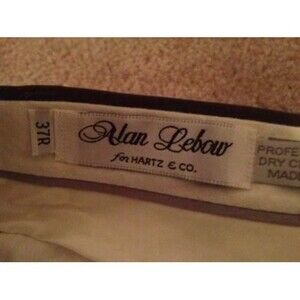 37R
Alan Lebow
for HARTZ & CO.
PROFE
DRY C
MADE